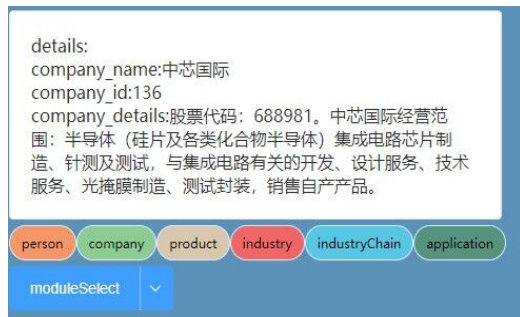 details:
company_name:中芯国际
company_id:136
company_details:股票代码：688981。中芯国际经营范
围：半导体（硅片及各类化合物半导体）集成电路芯片制
造、针测及测试，与集成电路有关的开发、设计服务、技术
服务、光掩膜制造、测试封装，销售自产产品。
person company product industry industryChain application
moduleSelect